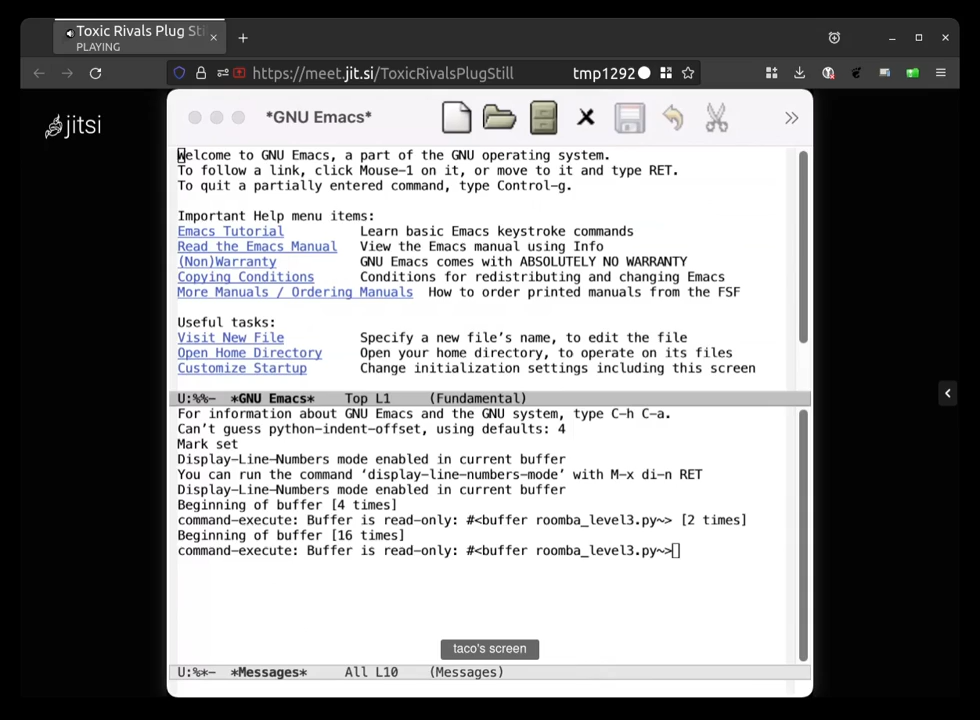 Toxic Rivals Plug Sti
PLAYING
https://meet.jit.si/ToxicRivalsPlugStill
tmp1292
jitsi
*GNU Emacs*
Welcome to GNU Emacs, a part of the GNU operating system.
To follow a link, click Mouse-1 on it, or move to it and type RET.
To quit a partially entered command, type Control-g.
Important Help menu items:
Emacs Tutorial Learn basic Emacs keystroke commands
Read the Emacs Manual View the Emacs manual using Info
(Non)Warranty GNU Emacs comes with ABSOLUTELY NO WARRANTY
Copying Conditions Conditions for redistributing and changing Emacs
More Manuals / Ordering Manuals How to order printed manuals from the FSF
Useful tasks:
Visit New File Specify a new file’s name, to edit the file
Open Home Directory Open your home directory, to operate on its files
Customize Startup Change initialization settings including this screen
U:%%- *GNU Emacs* Top L1 (Fundamental)
For information about GNU Emacs and the GNU system, type C-h C-a.
Can’t guess python-indent-offset, using defaults: 4
Mark set
Display-Line-Numbers mode enabled in current buffer
You can run the command ‘display-line-numbers-mode’ with M-x di-n RET
Display-Line-Numbers mode enabled in current buffer
Beginning of buffer [4 times]
command-execute: Buffer is read-only: #<buffer roomba_level3.py~> [2 times]
Beginning of buffer [16 times]
command-execute: Buffer is read-only: #<buffer roomba_level3.py~>
taco's screen
U:%*- *Messages* All L10 (Messages)